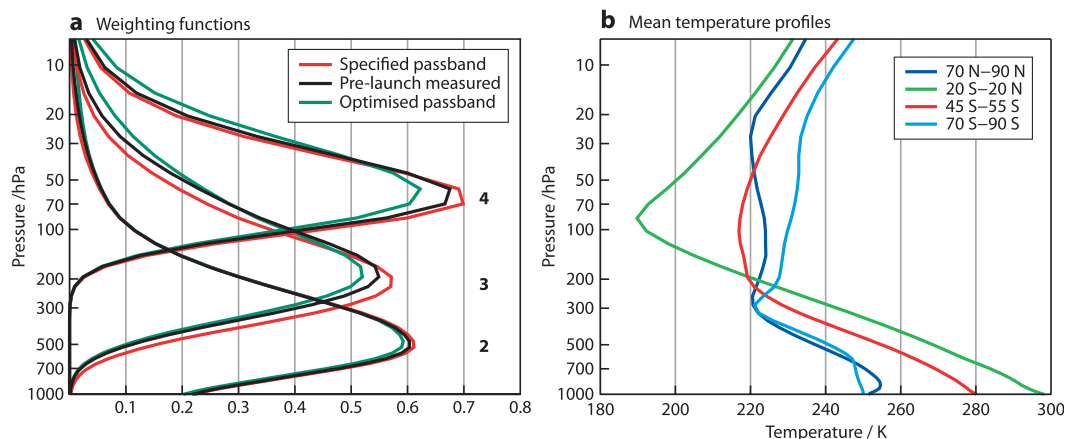 a Weighting functions
Pressure /hPa
10
20
30
50
70
100
200
300
500
700
1000
0.1 0.2 0.3 0.4 0.5 0.6 0.7 0.8
Specified passband
Pre-launch measured
Optimised passband
4
3
2
b Mean temperature profiles
Pressure /hPa
10
20
30
50
70
100
200
300
500
700
1000
180 200 220 240 260 280 300
Temperature / K
70 N–90 N
20 S–20 N
45 S–55 S
70 S–90 S